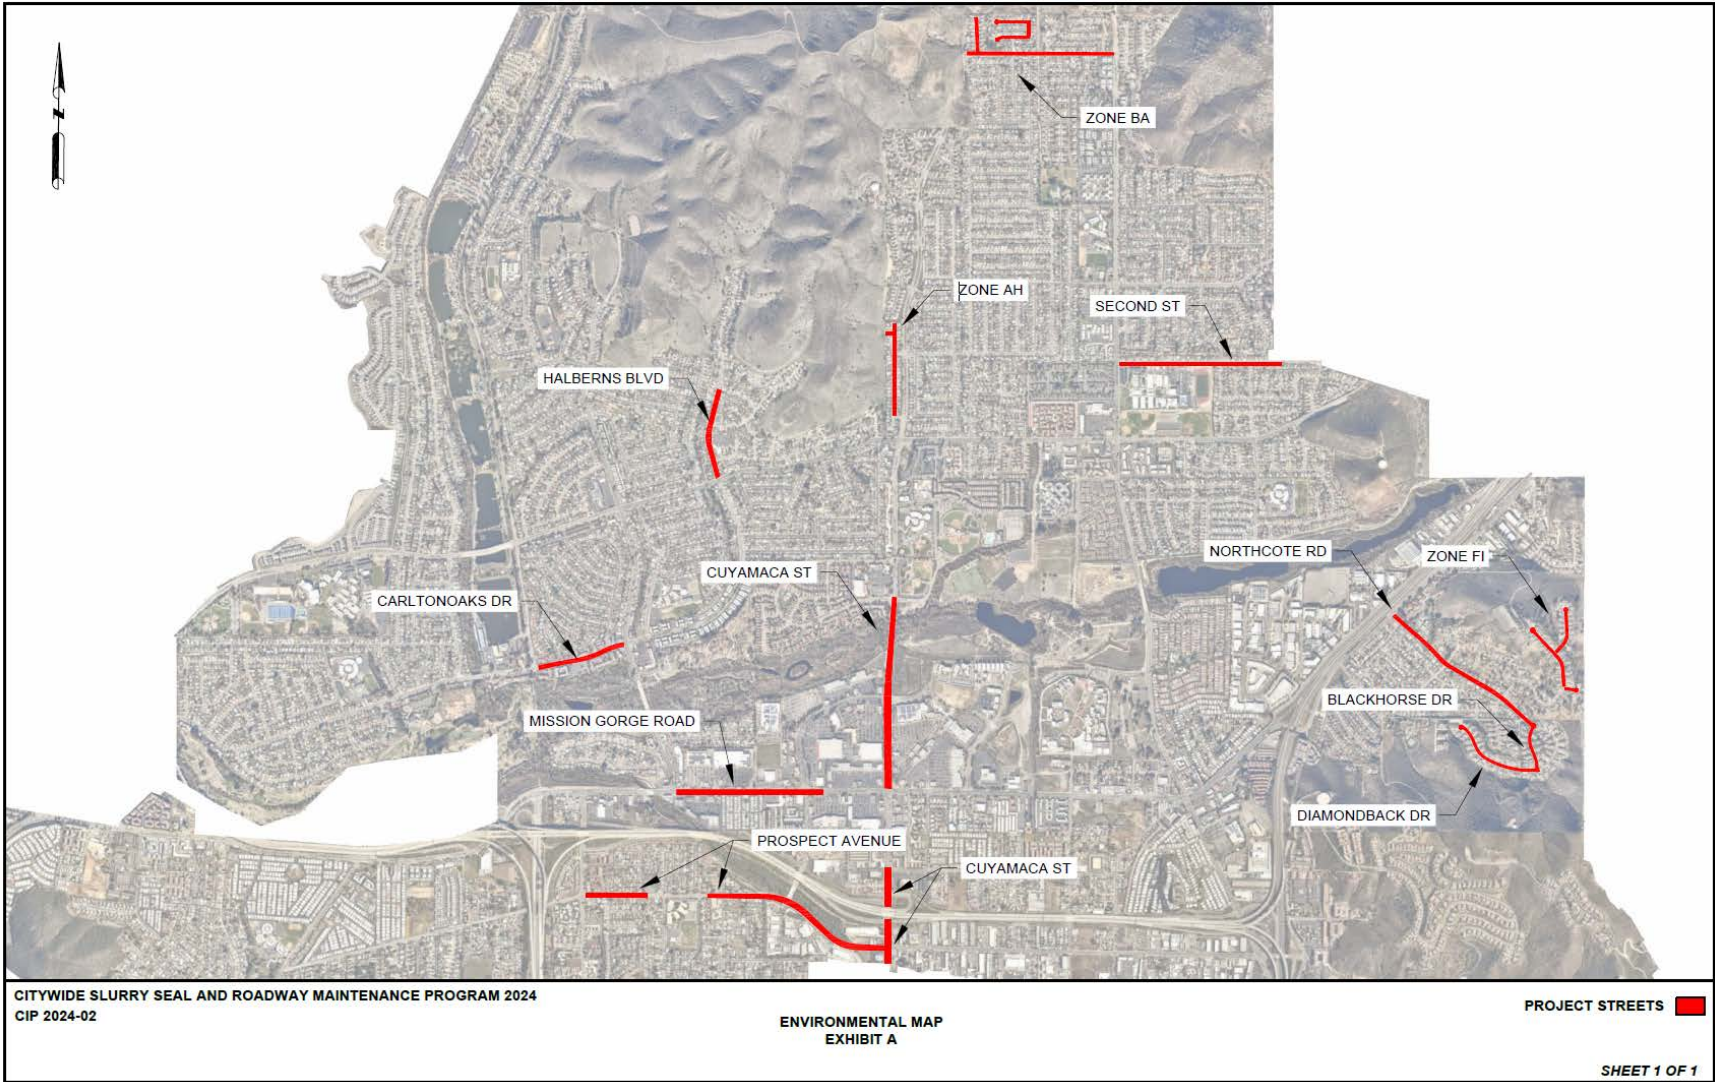 N
ZONE BA
ZONE AH
SECOND ST
HALBERNS BLVD
NORTHCOTE RD
ZONE FI
CUYAMACA ST
CARLTONOAKS DR
BLACKHORSE DR
MISSION GORGE ROAD
DIAMONDBACK DR
PROSPECT AVENUE
CUYAMACA ST
CITYWIDE SLURRY SEAL AND ROADWAY MAINTENANCE PROGRAM 2024
CIP 2024-02
PROJECT STREETS
ENVIRONMENTAL MAP
EXHIBIT A
SHEET 1 OF 1